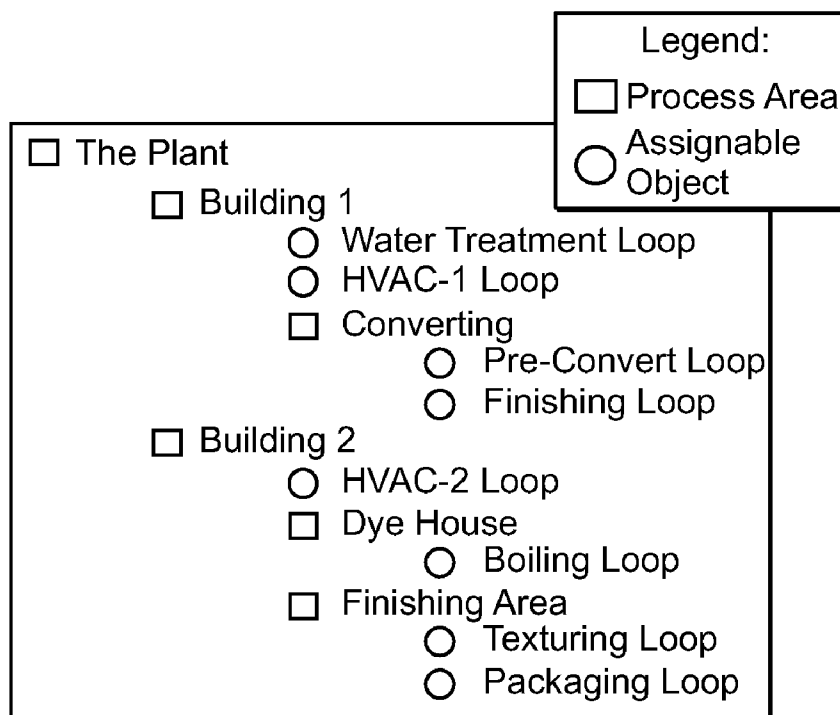 Legend:
Process Area
Assignable
Object
The Plant
Building 1
Water Treatment Loop
HVAC-1 Loop
Converting
Pre-Convert Loop
Finishing Loop
Building 2
HVAC-2 Loop
Dye House
Boiling Loop
Finishing Area
Texturing Loop
Packaging Loop